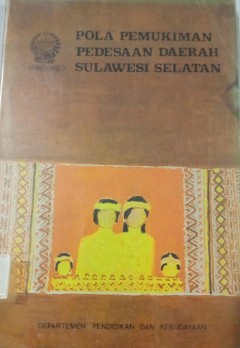 POLA PEMUKIMAN
PEDESAAN DAERAH
SULAWESI SELATAN
DEPARTEMEN PENDIDIKAN DAN KEBUDAYAAN